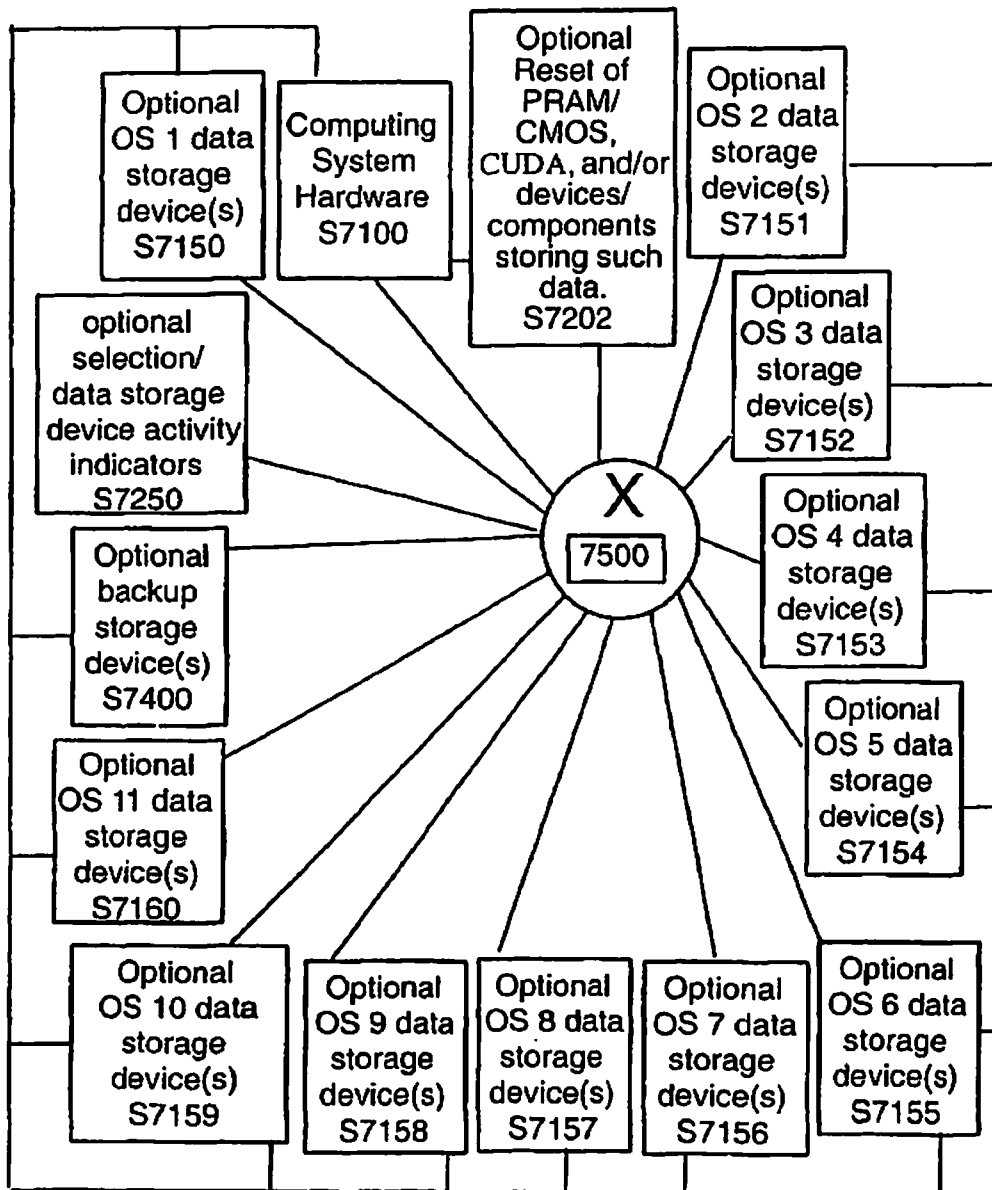 Optional
OS 1 data
storage
device(s)
S7150
Computing
System
Hardware
S7100
Optional
Reset of
PRAM/
CMOS,
CUDA, and/or
devices/
components
storing such
data.
S7202
Optional
OS 2 data
storage
device(s)
S7151
Optional
OS 3 data
storage
device(s)
S7152
optional
selection/
data storage
device activity
indicators
S7250
X
7500
Optional
OS 4 data
storage
device(s)
S7153
Optional
backup
storage
device(s)
S7400
Optional
OS 5 data
storage
device(s)
S7154
Optional
OS 11 data
storage
device(s)
S7160
Optional
OS 10 data
storage
device(s)
S7159
Optional
OS 9 data
storage
device(s)
S7158
Optional
OS 8 data
storage
device(s)
S7157
Optional
OS 7 data
storage
device(s)
S7156
Optional
OS 6 data
storage
device(s)
S7155